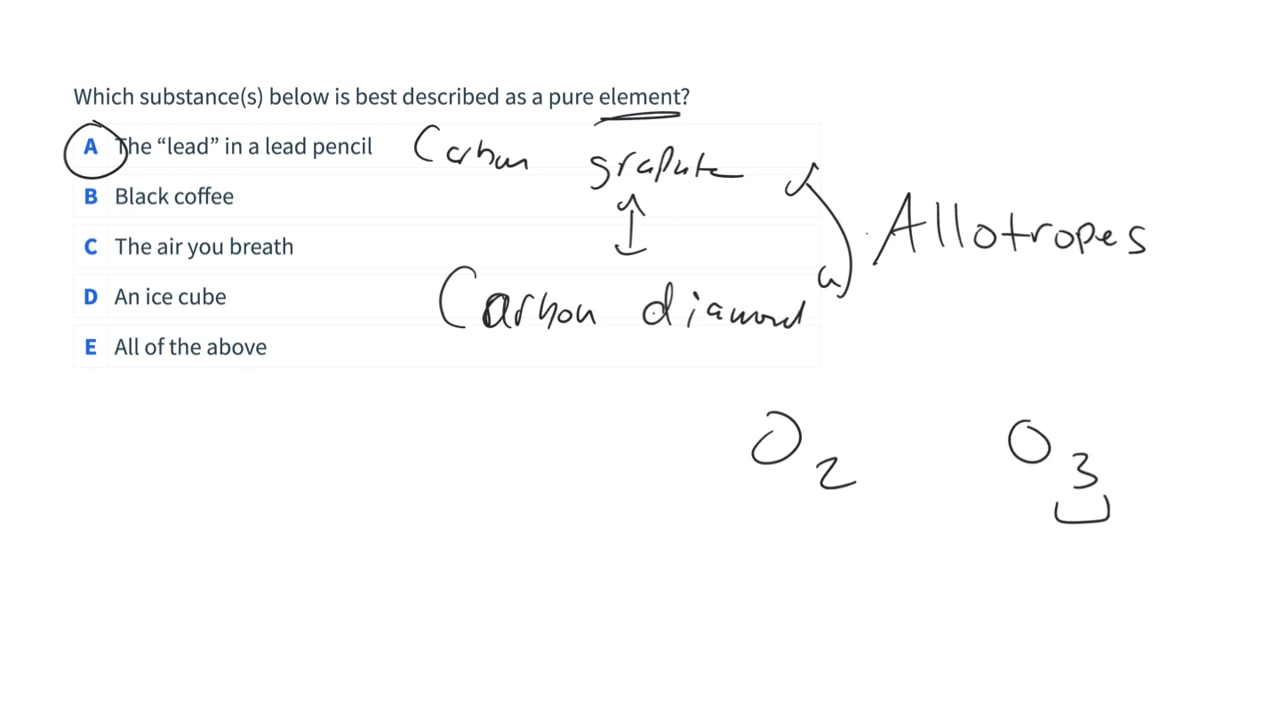 Which substance(s) below is best described as a pure element?
A The “lead” in a lead pencil Carbon grapute
B Black coffee
Allotropes
C The air you breath
D An ice cube Carbon diamond
E All of the above
O2 O3